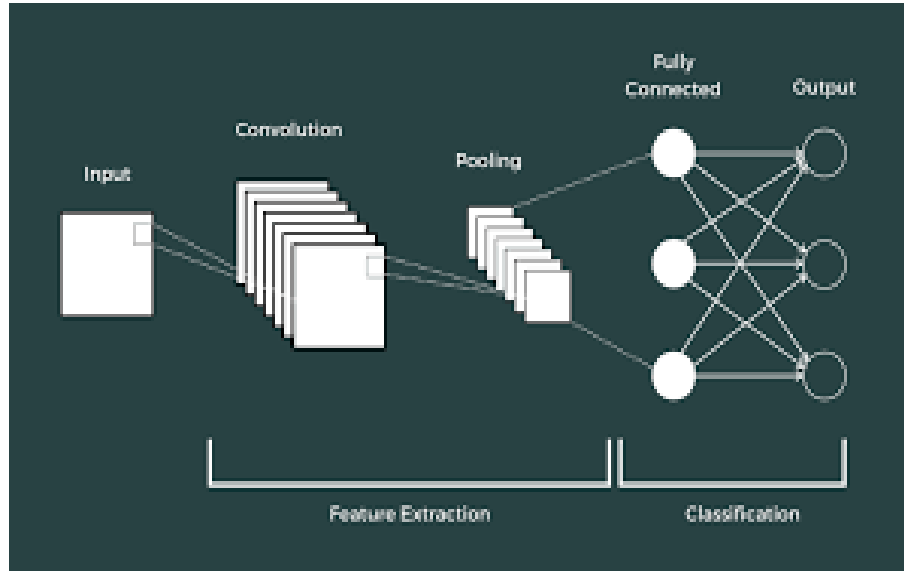 Input
Convolution
Pooling
Fully
Connected
Output
Feature Extraction
Classification